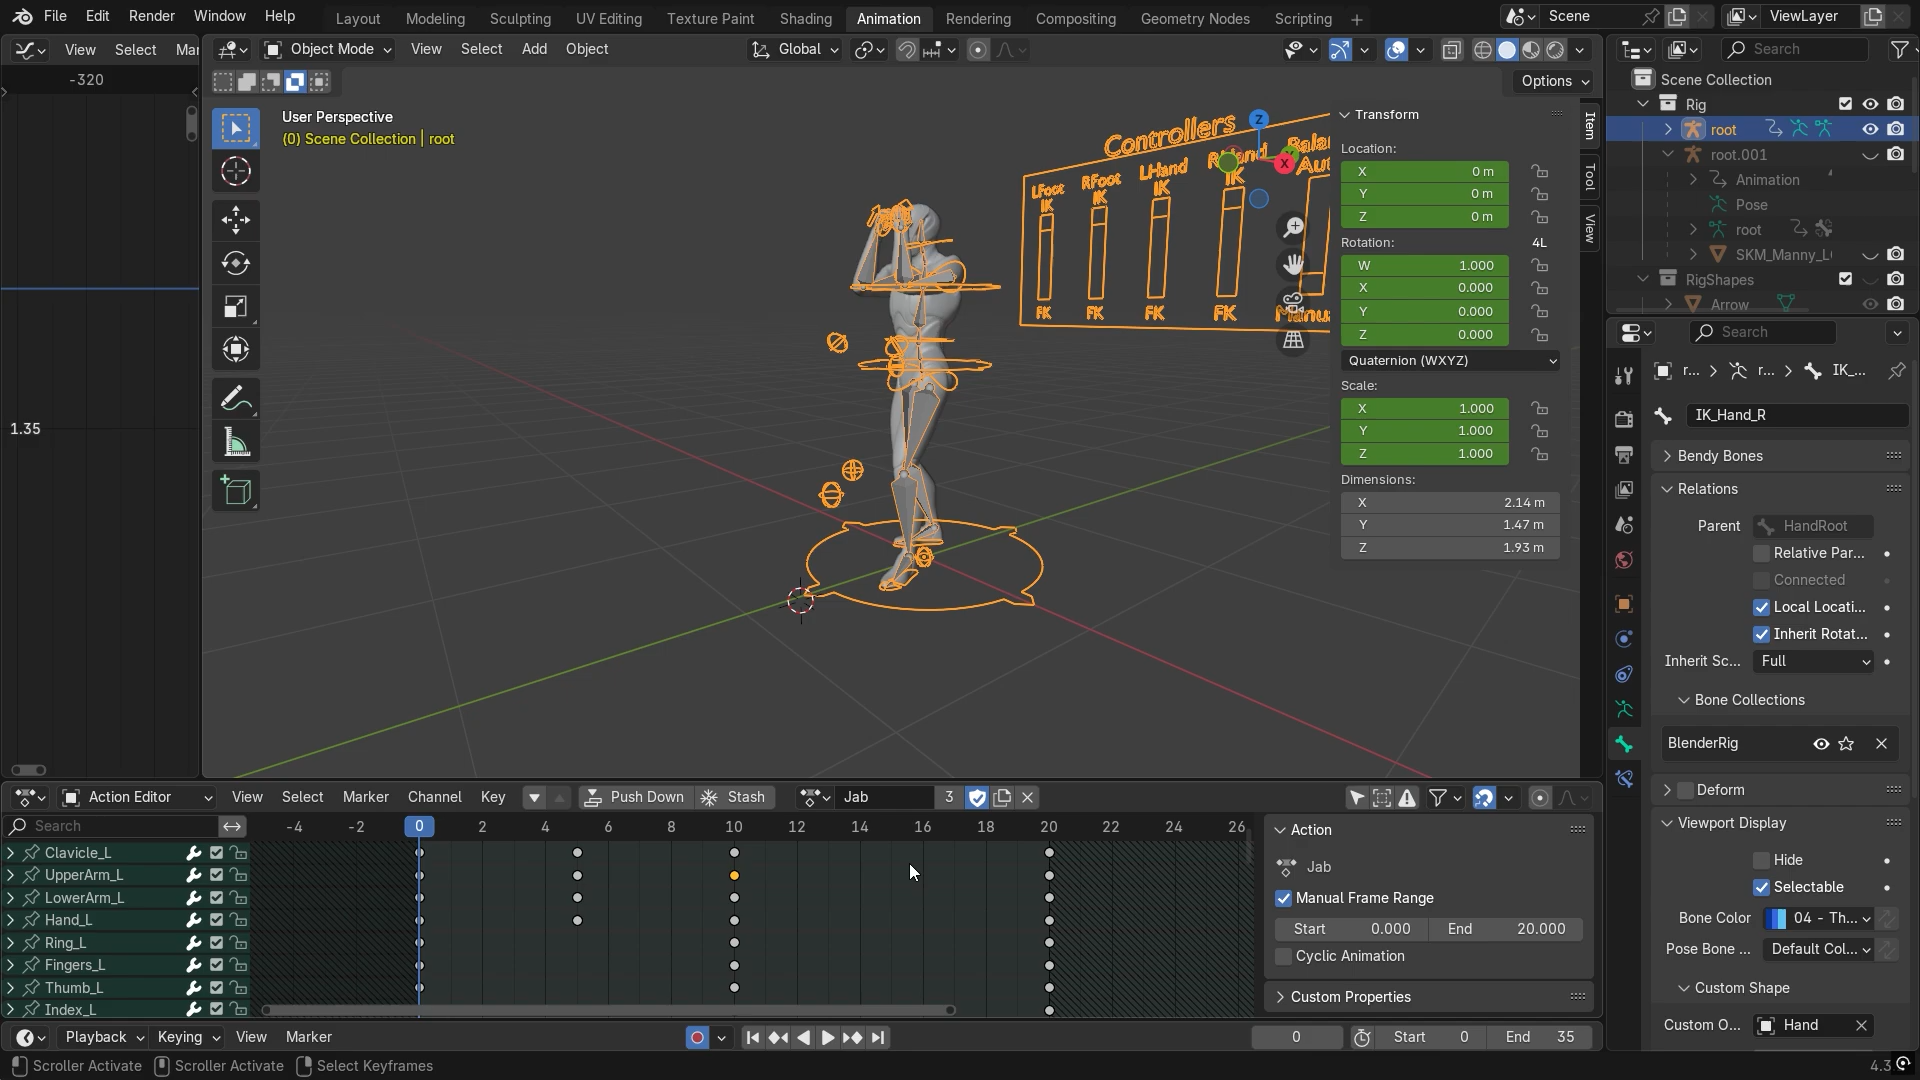 File Edit Render Window Help Layout Modeling Sculpting UV Editing Texture Paint Shading Animation Rendering Compositing Geometry Nodes Scripting Scene ViewLayer
View Select Mar
Object Mode View Select Add Object Global
Search
-320
Options
Scene Collection
User Perspective
(0) Scene Collection | root
Controllers
LFoot IK
RFoot IK
LHand IK
IK
FK FK FK FK
Z
X
Item
Tool
View
Transform
Location:
X 0 m
Y 0 m
Z 0 m
Rotation: 4L
W 1.000
X 0.000
Y 0.000
Z 0.000
Quaternion (WXYZ)
Scale:
X 1.000
Y 1.000
Z 1.000
Dimensions:
X 2.14 m
Y 1.47 m
Z 1.93 m
Rig
root
root.001
Animation
Pose
root
SKM_Manny_L
RigShapes
Arrow
Search
r... r... IK_...
IK_Hand_R
Bendy Bones
Relations
Parent HandRoot
Relative Par...
Connected
Local Locati...
Inherit Rotat...
Inherit Sc... Full
Bone Collections
BlenderRig
Deform
Viewport Display
Hide
Selectable
Bone Color 04 - Th...
Pose Bone ... Default Col...
Custom Shape
Custom O... Hand
1.35
Action Editor View Select Marker Channel Key Push Down Stash Jab 3
Search
-4 -2 0 2 4 6 8 10 12 14 16 18 20 22 24 26
Clavicle_L
UpperArm_L
LowerArm_L
Hand_L
Ring_L
Fingers_L
Thumb_L
Index_L
Action
Jab
Manual Frame Range
Start 0.000 End 20.000
Cyclic Animation
Custom Properties
Playback Keying View Marker 0 Start 0 End 35
Scroller Activate Scroller Activate Select Keyframes 4.3